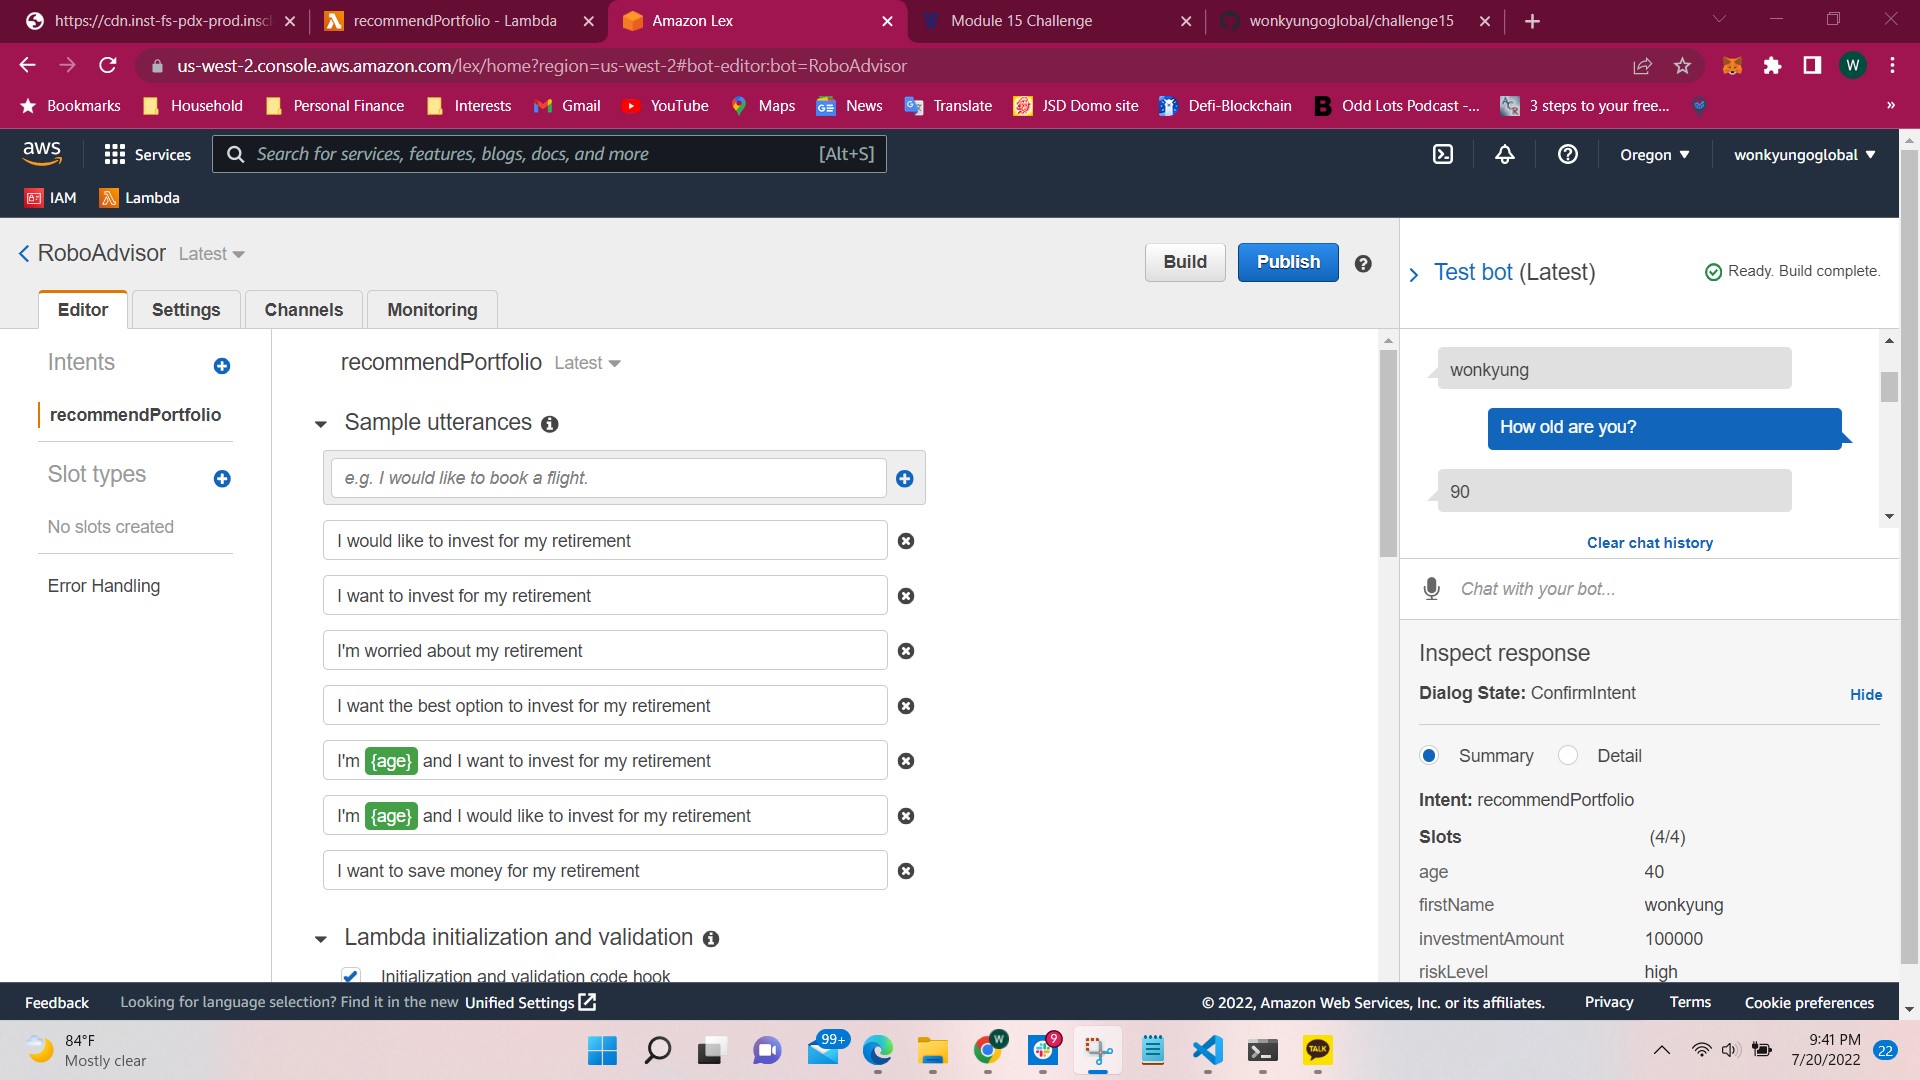 https://cdn.inst-fs-pdx-prod.inscl
recommendPortfolio - Lambda
Amazon Lex
Module 15 Challenge
wonkyungoglobal/challenge15
us-west-2.console.aws.amazon.com/lex/home?region=us-west-2#bot-editor:bot=RoboAdvisor
W
Bookmarks
Household
Personal Finance
Interests
Gmail
YouTube
Maps
News
Translate
JSD Domo site
Defi-Blockchain
Odd Lots Podcast -...
3 steps to your free...
»
aws
Services
Search for services, features, blogs, docs, and more
[Alt+S]
Oregon
wonkyungoglobal
IAM
Lambda
RoboAdvisor
Latest
Build
Publish
Test bot (Latest)
Ready. Build complete.
Editor
Settings
Channels
Monitoring
Intents
recommendPortfolio
Slot types
No slots created
Error Handling
recommendPortfolio
Latest
Sample utterances
e.g. I would like to book a flight.
I would like to invest for my retirement
I want to invest for my retirement
I'm worried about my retirement
I want the best option to invest for my retirement
I'm {age} and I want to invest for my retirement
I'm {age} and I would like to invest for my retirement
I want to save money for my retirement
Lambda initialization and validation
Initialization and validation code hook
wonkyung
How old are you?
90
Clear chat history
Chat with your bot...
Inspect response
Dialog State: ConfirmIntent
Hide
Summary
Detail
Intent: recommendPortfolio
Slots (4/4)
age 40
firstName wonkyung
investmentAmount 100000
riskLevel high
Feedback
Looking for language selection? Find it in the new Unified Settings
© 2022, Amazon Web Services, Inc. or its affiliates.
Privacy
Terms
Cookie preferences
84°F
Mostly clear
99+
W
9
TALK
9:41 PM
7/20/2022
22